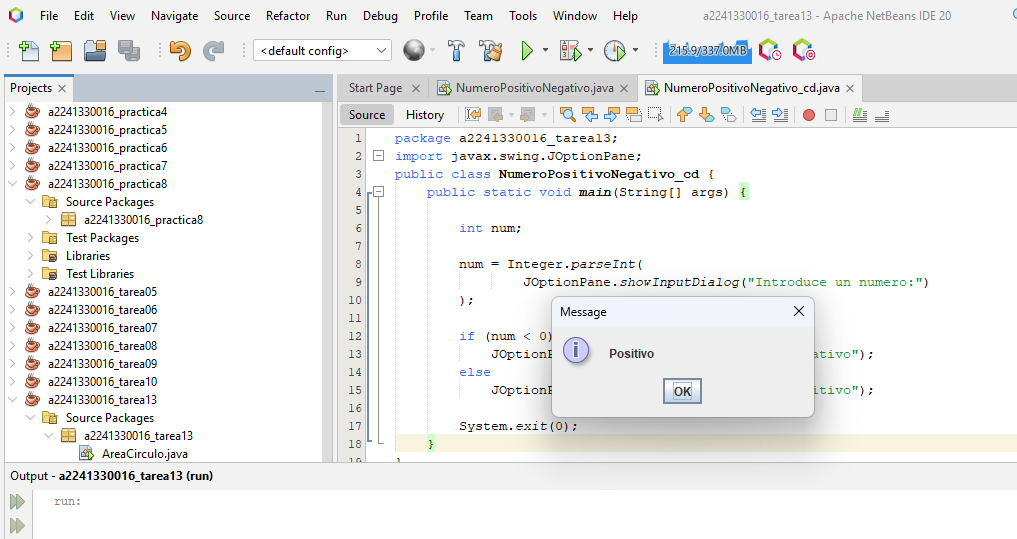 File Edit View Navigate Source Refactor Run Debug Profile Team Tools Window Help a2241330016_tarea13 - Apache NetBeans IDE 20
<default config> 215.9/337.0MB
Projects
a2241330016_practica4
a2241330016_practica5
a2241330016_practica6
a2241330016_practica7
a2241330016_practica8
Source Packages
a2241330016_practica8
Test Packages
Libraries
Test Libraries
a2241330016_tarea05
a2241330016_tarea06
a2241330016_tarea07
a2241330016_tarea08
a2241330016_tarea09
a2241330016_tarea10
a2241330016_tarea13
Source Packages
a2241330016_tarea13
AreaCirculo.java
Start Page NumeroPositivoNegativo.java NumeroPositivoNegativo_cd.java
Source History
1 package a2241330016_tarea13;
2 import javax.swing.JOptionPane;
3 public class NumeroPositivoNegativo_cd {
4 public static void main(String[] args) {
5
6 int num;
7
8 num = Integer.parseInt(
9 JOptionPane.showInputDialog("Introduce un numero:")
10 );
11
12 if (num < 0)
13 JOptionP ativo");
14 else
15 JOptionP itivo");
16
17 System.exit(0);
18 }
19 }
Message
Positivo
OK
Output - a2241330016_tarea13 (run)
run: